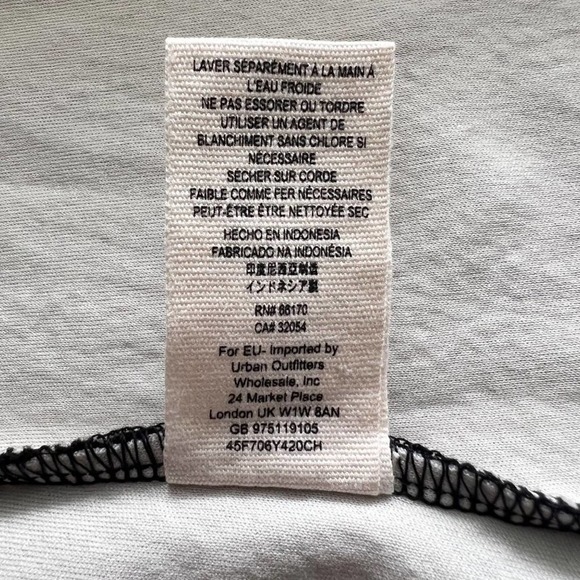 LAVER SÉPARÉMENT À LA MAIN À
L'EAU FROIDE
NE PAS ESSORER OU TORDRE
UTILISER UN AGENT DE
BLANCHIMENT SANS CHLORE SI
NÉCESSAIRE
SÉCHER SUR CORDE
FAIBLE COMME FER NÉCESSAIRES
PEUT-ÊTRE ÊTRE NETTOYÉE SEC
HECHO EN INDONESIA
FABRICADO NA INDONÉSIA
印度尼西亚制造
インドネシア製
RN# 66170
CA# 32054
For EU- Imported by
Urban Outfitters
Wholesale, Inc
24 Market Place
London UK W1W 8AN
GB 975119105
45F706Y420CH